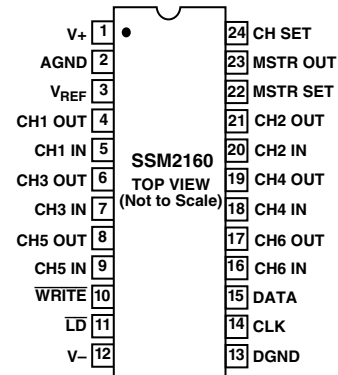 V+ 1 24 CH SET
AGND 2 23 MSTR OUT
VREF 3 22 MSTR SET
CH1 OUT 4 21 CH2 OUT
CH1 IN 5 20 CH2 IN
SSM2160
CH3 OUT 6 19 CH4 OUT
TOP VIEW
(Not to Scale)
CH3 IN 7 18 CH4 IN
CH5 OUT 8 17 CH6 OUT
CH5 IN 9 16 CH6 IN
WRITE 10 15 DATA
LD 11 14 CLK
V– 12 13 DGND